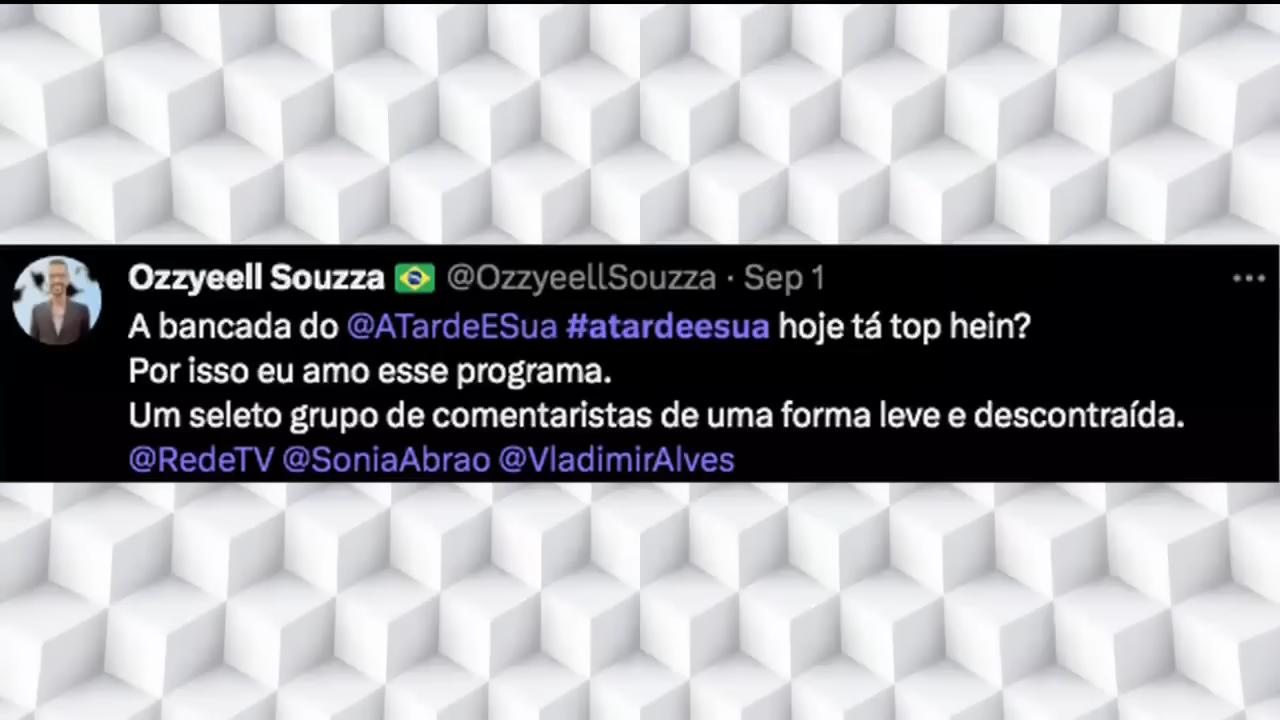 Ozzyeell Souzza 🇧🇷 @OzzyeellSouzza · Sep 1
A bancada do @ATardeESua #atardeesua hoje tá top hein?
Por isso eu amo esse programa.
Um seleto grupo de comentaristas de uma forma leve e descontraída.
@RedeTV @SoniaAbrao @VladimirAlves